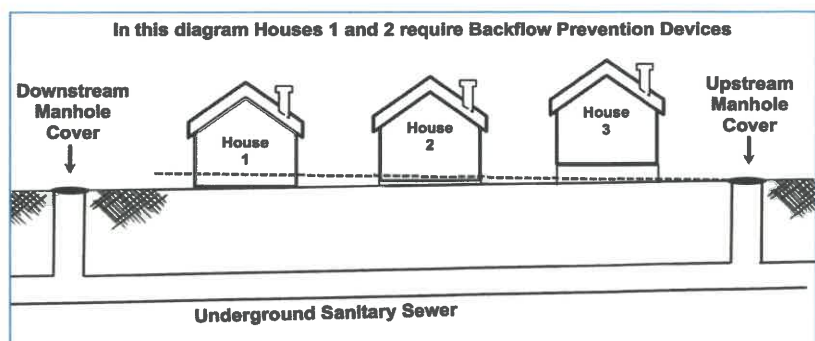 In this diagram Houses 1 and 2 require Backflow Prevention Devices
Downstream
Manhole
Cover
House
1
House
2
House
3
Upstream
Manhole
Cover
Underground Sanitary Sewer